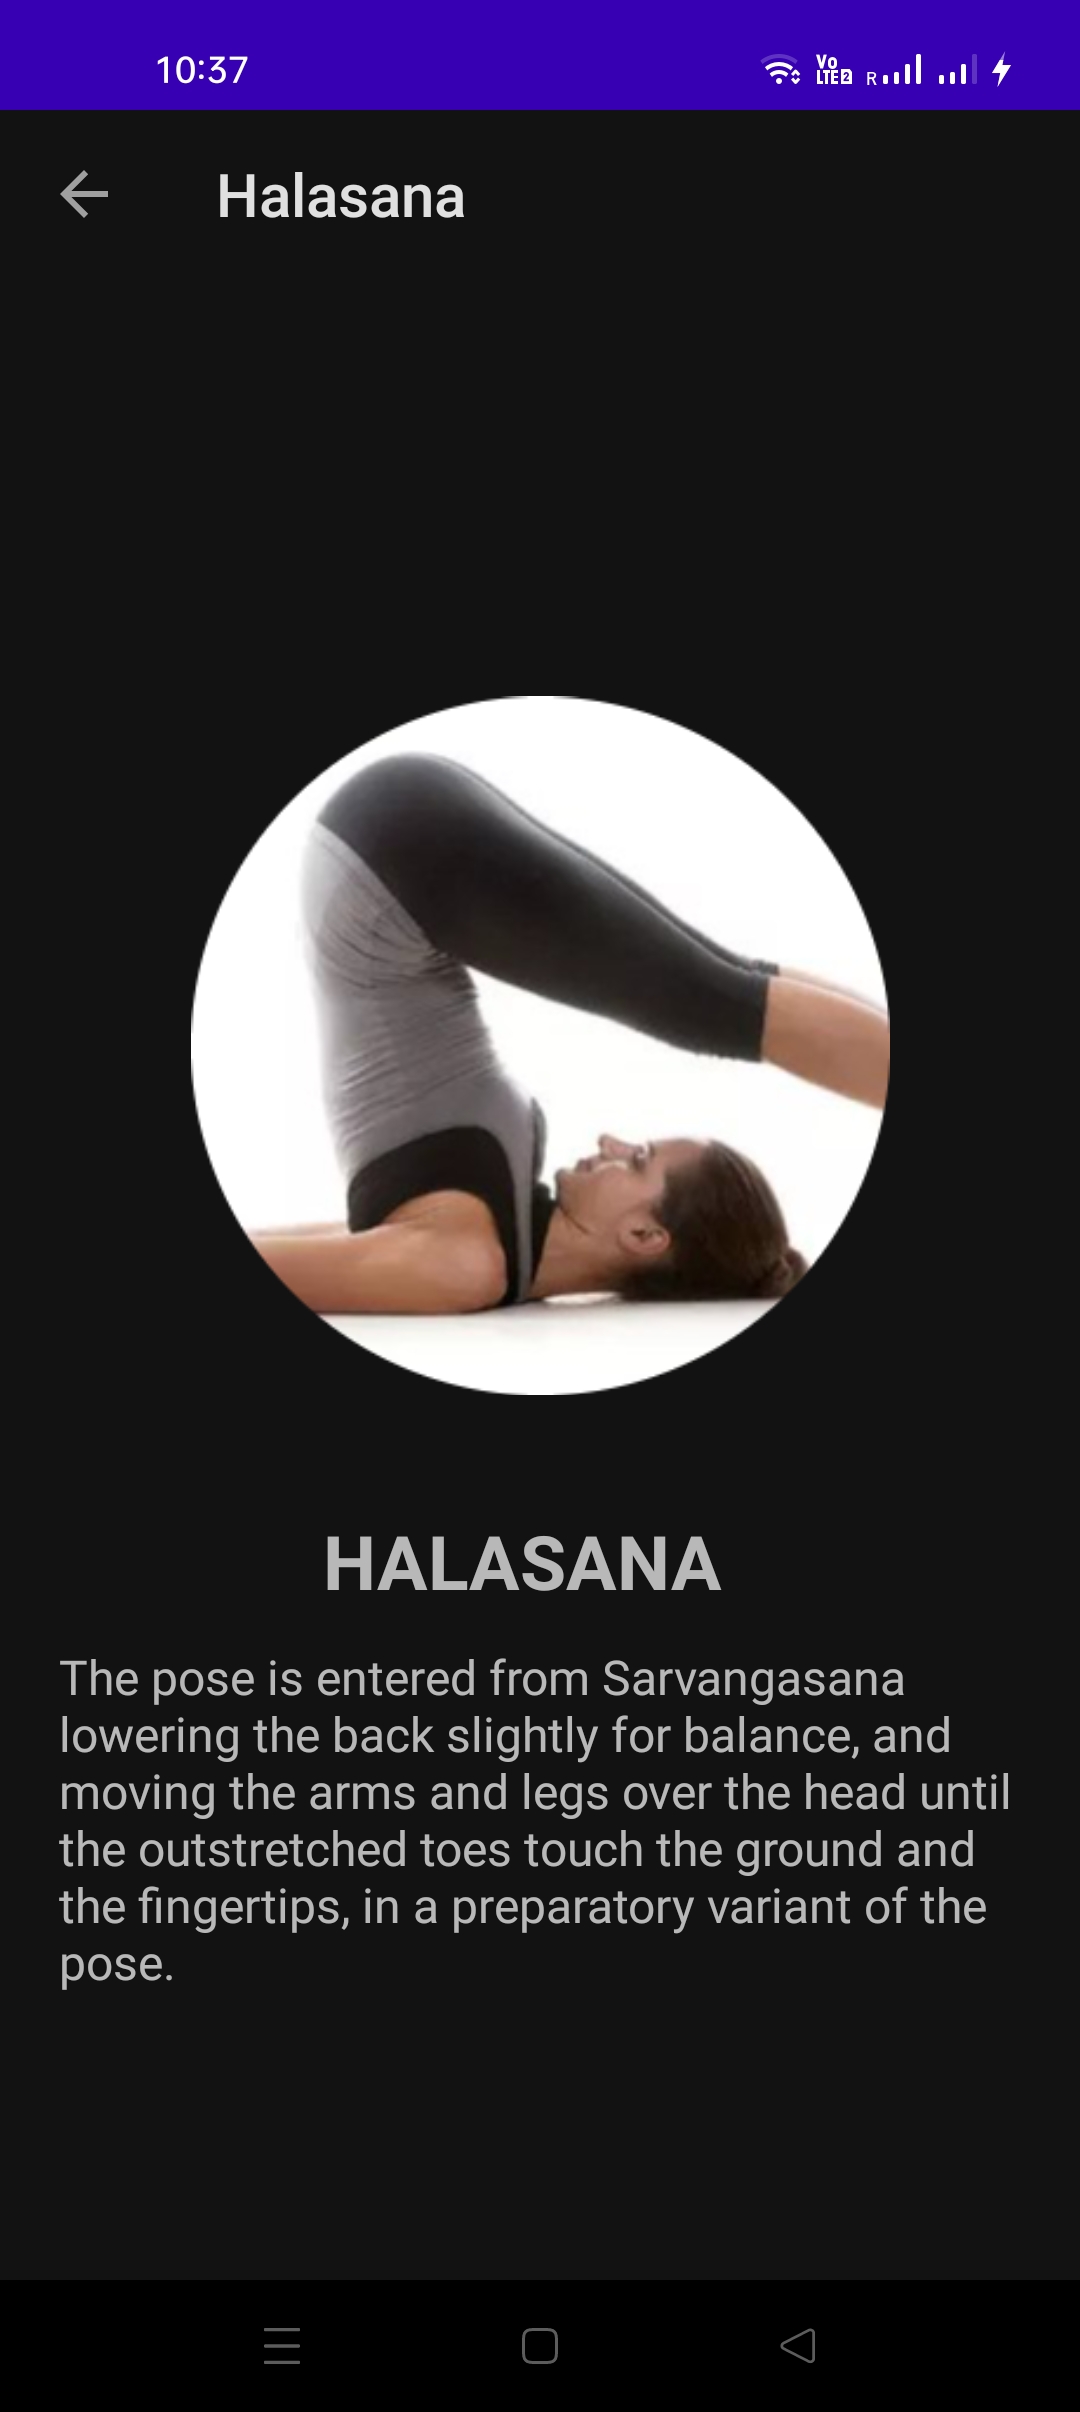 10:37
Vo
LTE2
R
Halasana
HALASANA
The pose is entered from Sarvangasana
lowering the back slightly for balance, and
moving the arms and legs over the head until
the outstretched toes touch the ground and
the fingertips, in a preparatory variant of the
pose.